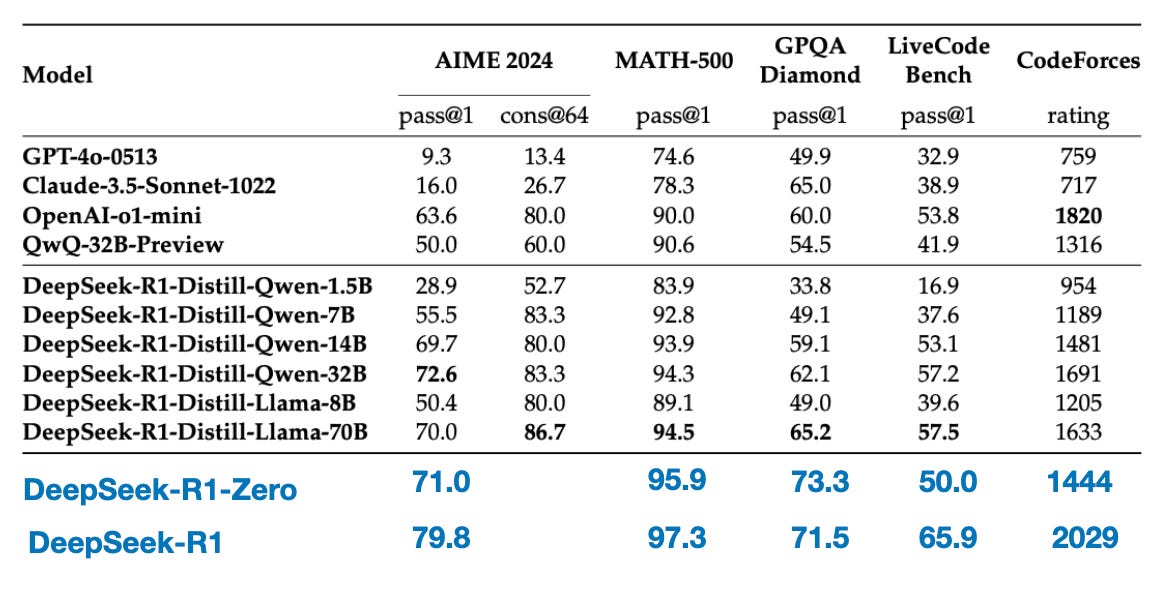 Model AIME 2024 MATH-500 GPQA Diamond LiveCode Bench CodeForces
pass@1 cons@64 pass@1 pass@1 pass@1 rating
GPT-4o-0513 9.3 13.4 74.6 49.9 32.9 759
Claude-3.5-Sonnet-1022 16.0 26.7 78.3 65.0 38.9 717
OpenAI-o1-mini 63.6 80.0 90.0 60.0 53.8 1820
QwQ-32B-Preview 50.0 60.0 90.6 54.5 41.9 1316
DeepSeek-R1-Distill-Qwen-1.5B 28.9 52.7 83.9 33.8 16.9 954
DeepSeek-R1-Distill-Qwen-7B 55.5 83.3 92.8 49.1 37.6 1189
DeepSeek-R1-Distill-Qwen-14B 69.7 80.0 93.9 59.1 53.1 1481
DeepSeek-R1-Distill-Qwen-32B 72.6 83.3 94.3 62.1 57.2 1691
DeepSeek-R1-Distill-Llama-8B 50.4 80.0 89.1 49.0 39.6 1205
DeepSeek-R1-Distill-Llama-70B 70.0 86.7 94.5 65.2 57.5 1633
DeepSeek-R1-Zero 71.0 95.9 73.3 50.0 1444
DeepSeek-R1 79.8 97.3 71.5 65.9 2029